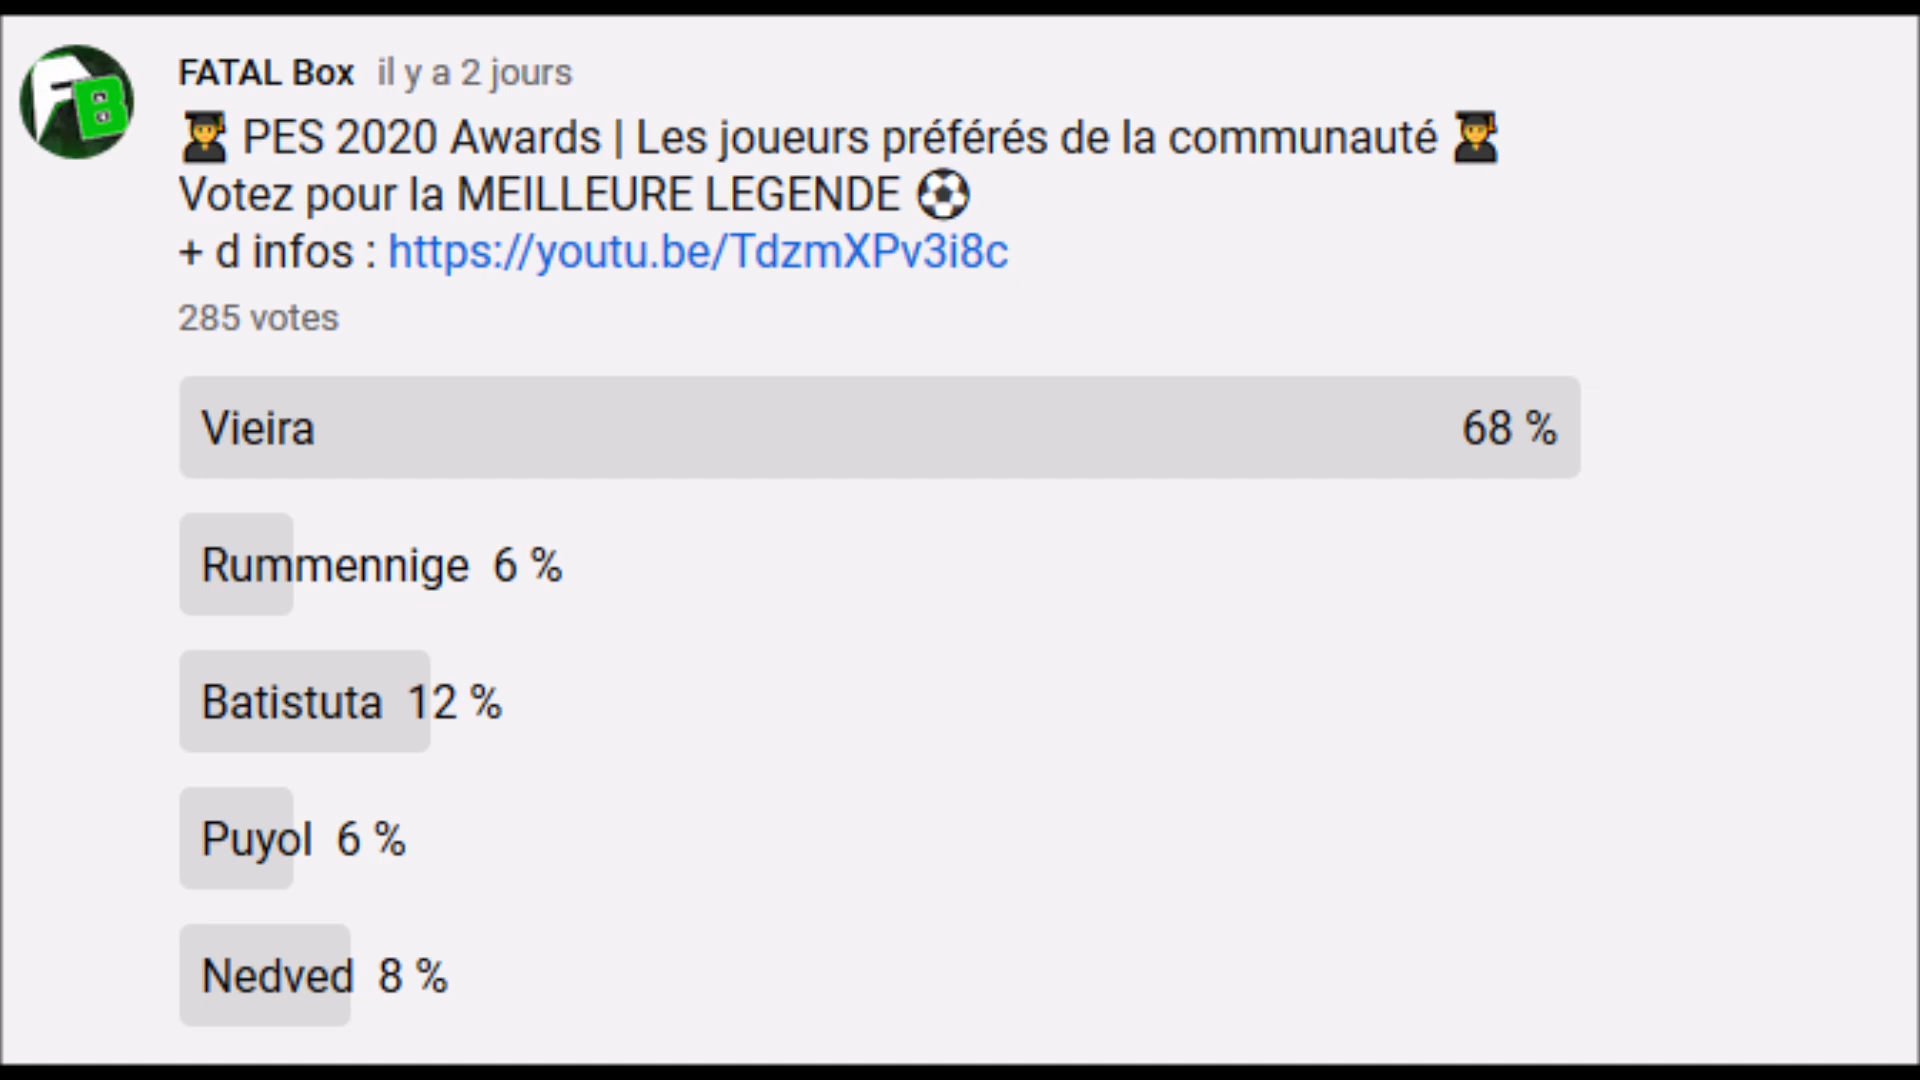 FB
FATAL Box il y a 2 jours
👨‍🎓 PES 2020 Awards | Les joueurs préférés de la communauté 👨‍🎓
Votez pour la MEILLEURE LEGENDE ⚽
+ d infos : https://youtu.be/TdzmXPv3i8c
285 votes
Vieira 68 %
Rummennige 6 %
Batistuta 12 %
Puyol 6 %
Nedved 8 %